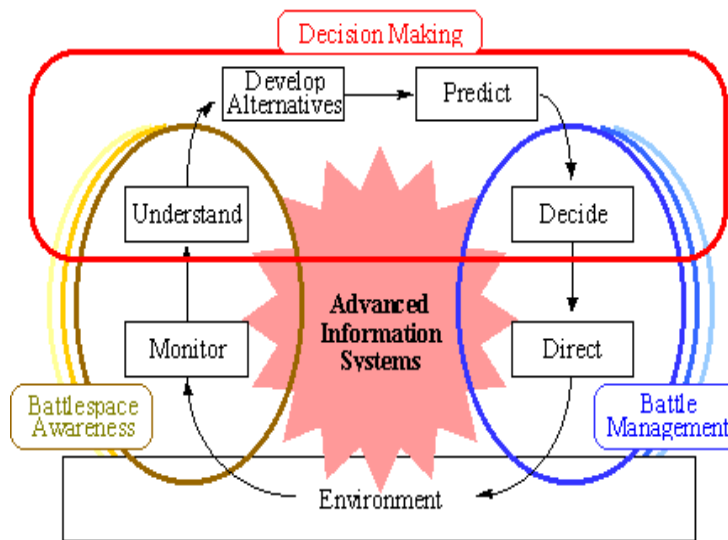 Decision Making
Develop
Alternatives
Predict
Understand
Decide
Advanced
Information
Systems
Monitor
Direct
Battlespace
Awareness
Battle
Management
Environment